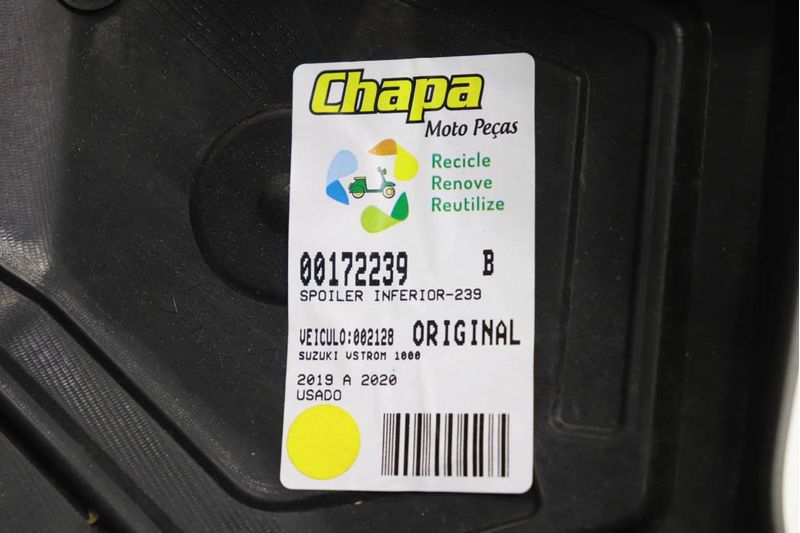 Chapa
Moto Peças
Recicle
Renove
Reutilize
00172239 B
SPOILER INFERIOR-239
VEICULO:002128 ORIGINAL
SUZUKI VSTROM 1000
2019 A 2020
USADO